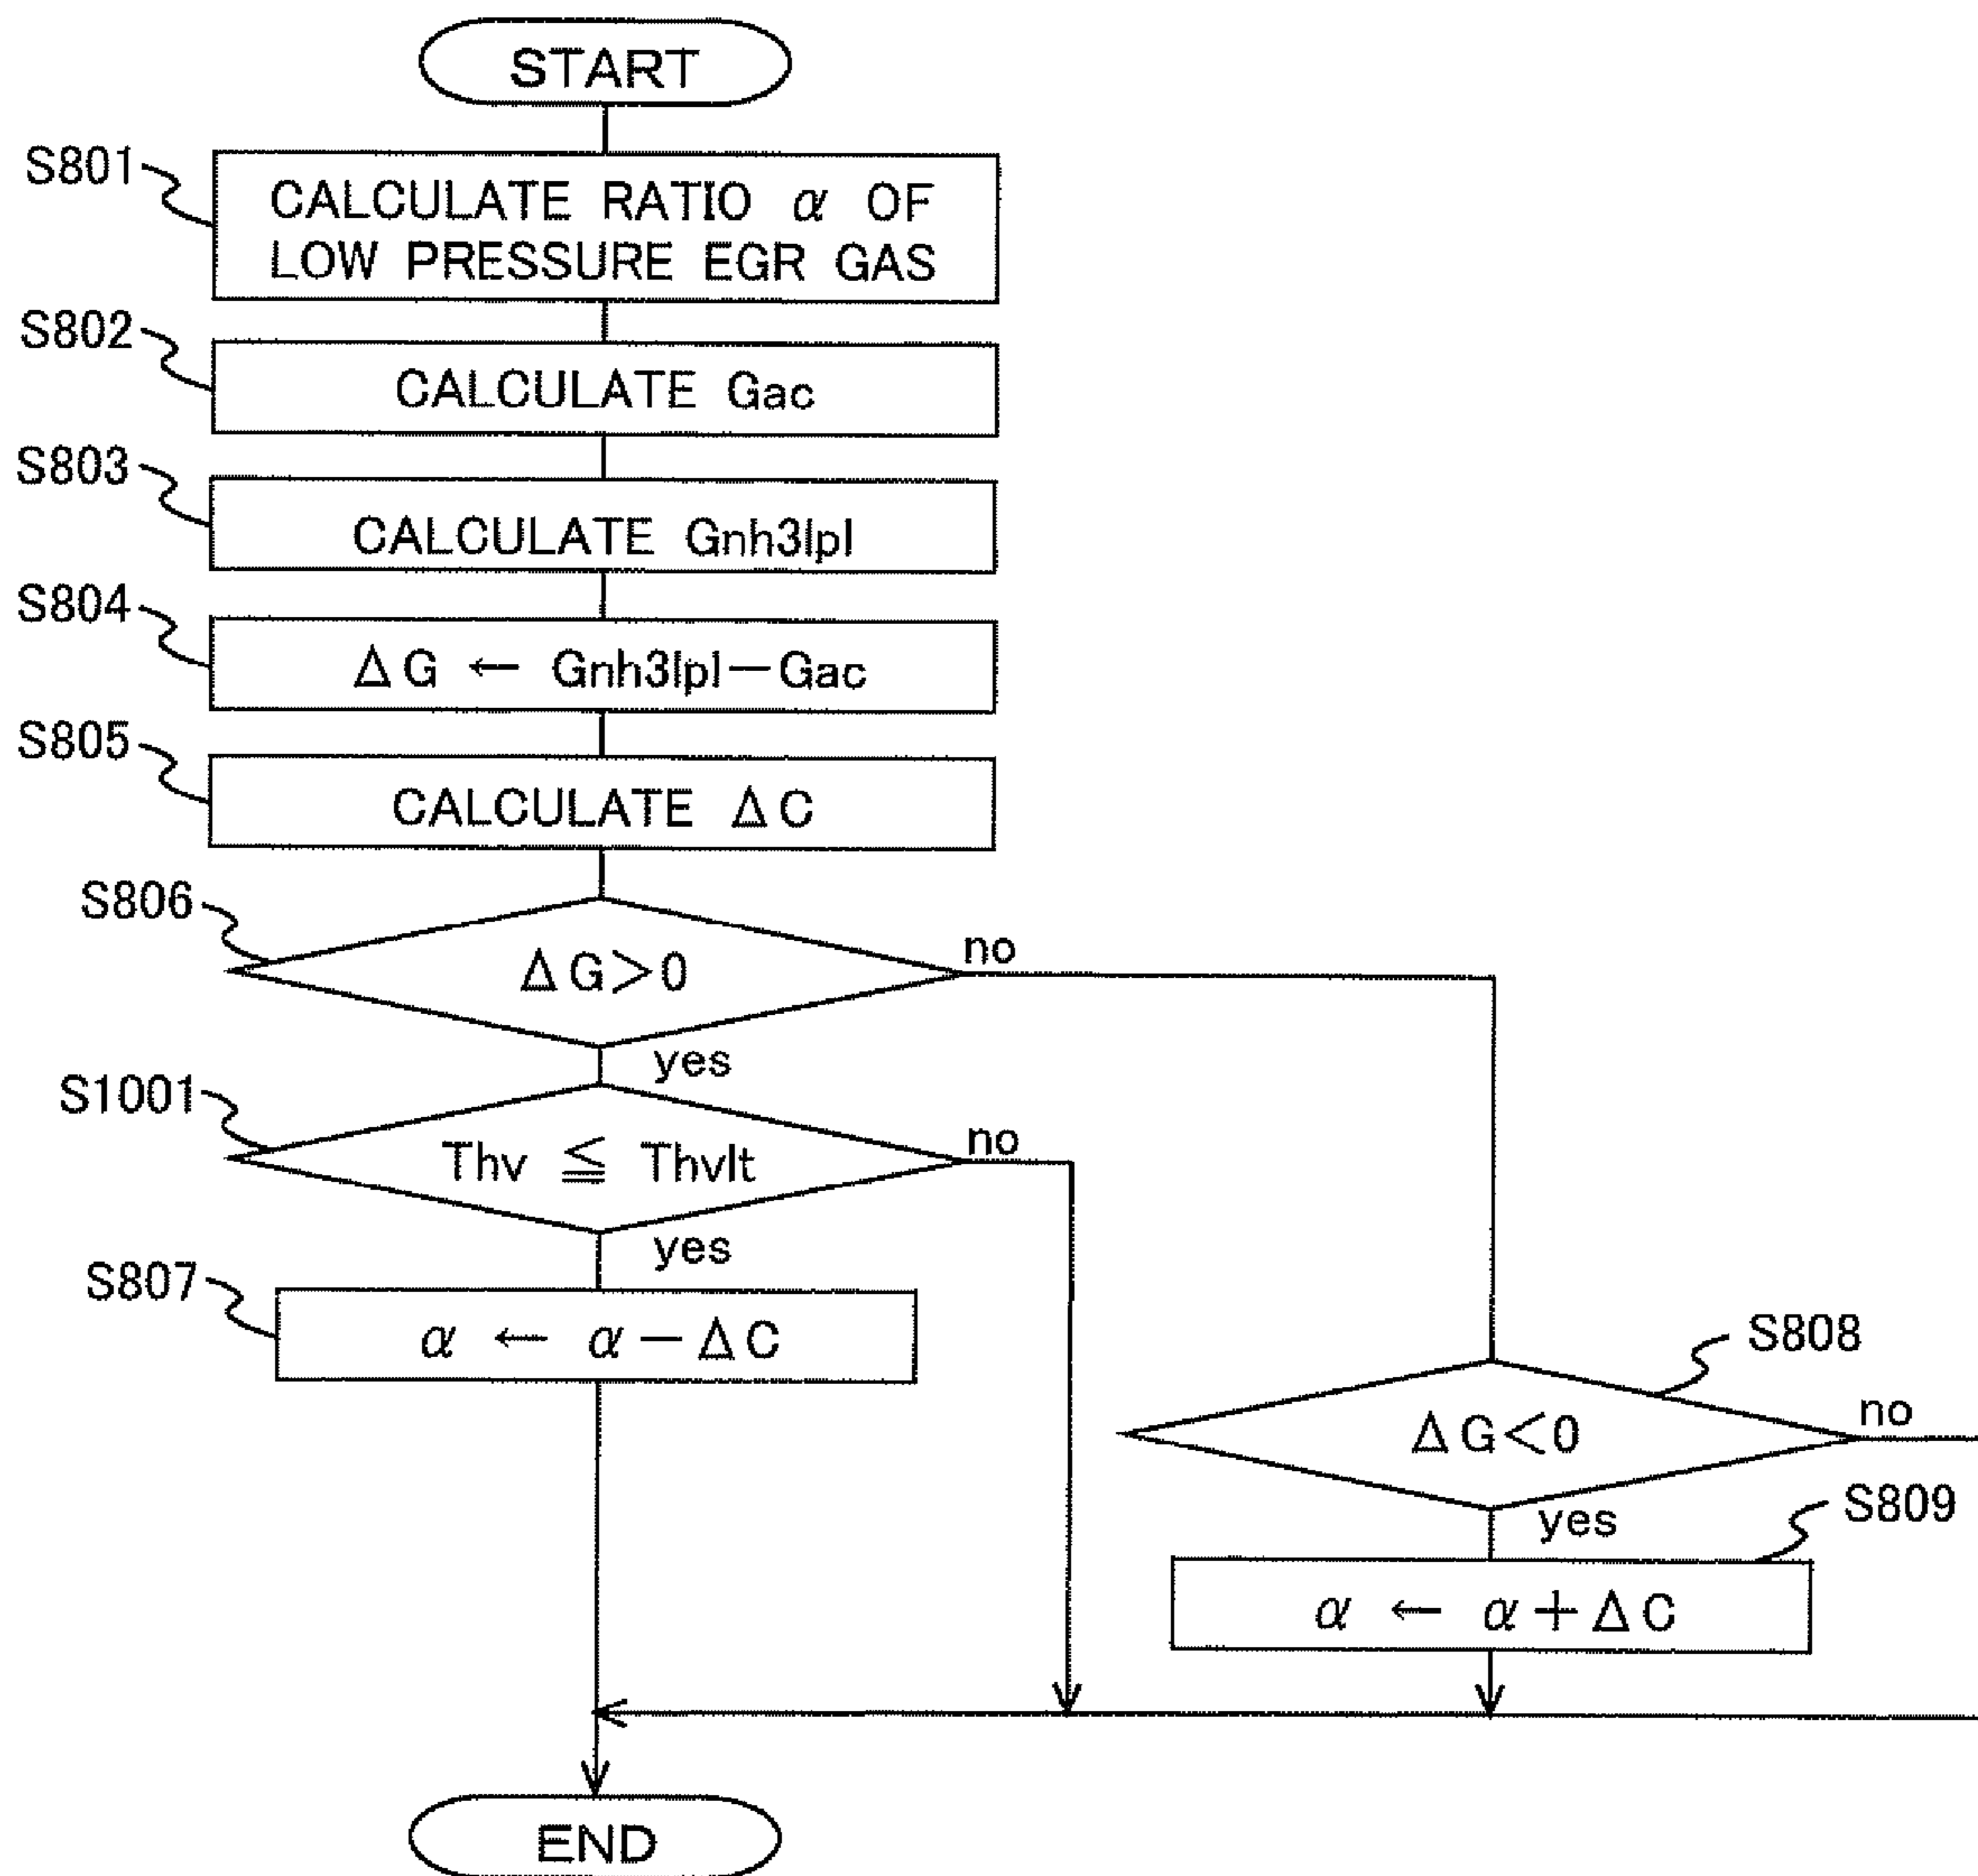 START
S801
CALCULATE RATIO α OF
LOW PRESSURE EGR GAS
S802
CALCULATE Gac
S803
CALCULATE Gnh3lpl
S804
ΔG ← Gnh3lpl−Gac
S805
CALCULATE ΔC
S806
ΔG>0
no
yes
S1001
Thv ≦ Thvlt
no
yes
S807
α ← α−ΔC
S808
ΔG<0
no
yes
S809
α ← α+ΔC
END